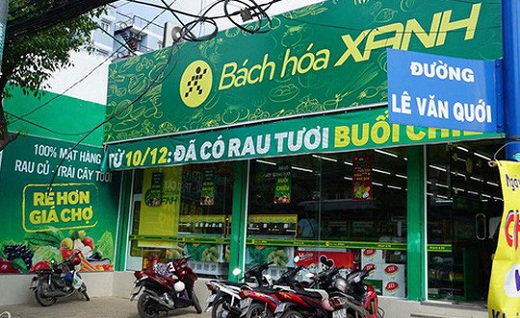 Bách hóa XANH
ĐƯỜNG
LÊ VĂN QUỚI
TỪ 10/12: ĐÃ CÓ RAU TƯƠI BUỔI CHIỀU
100% MẶT HÀNG
RAU CỦ - TRÁI CÂY TƯƠI
RẺ HƠN
GIÁ CHỢ